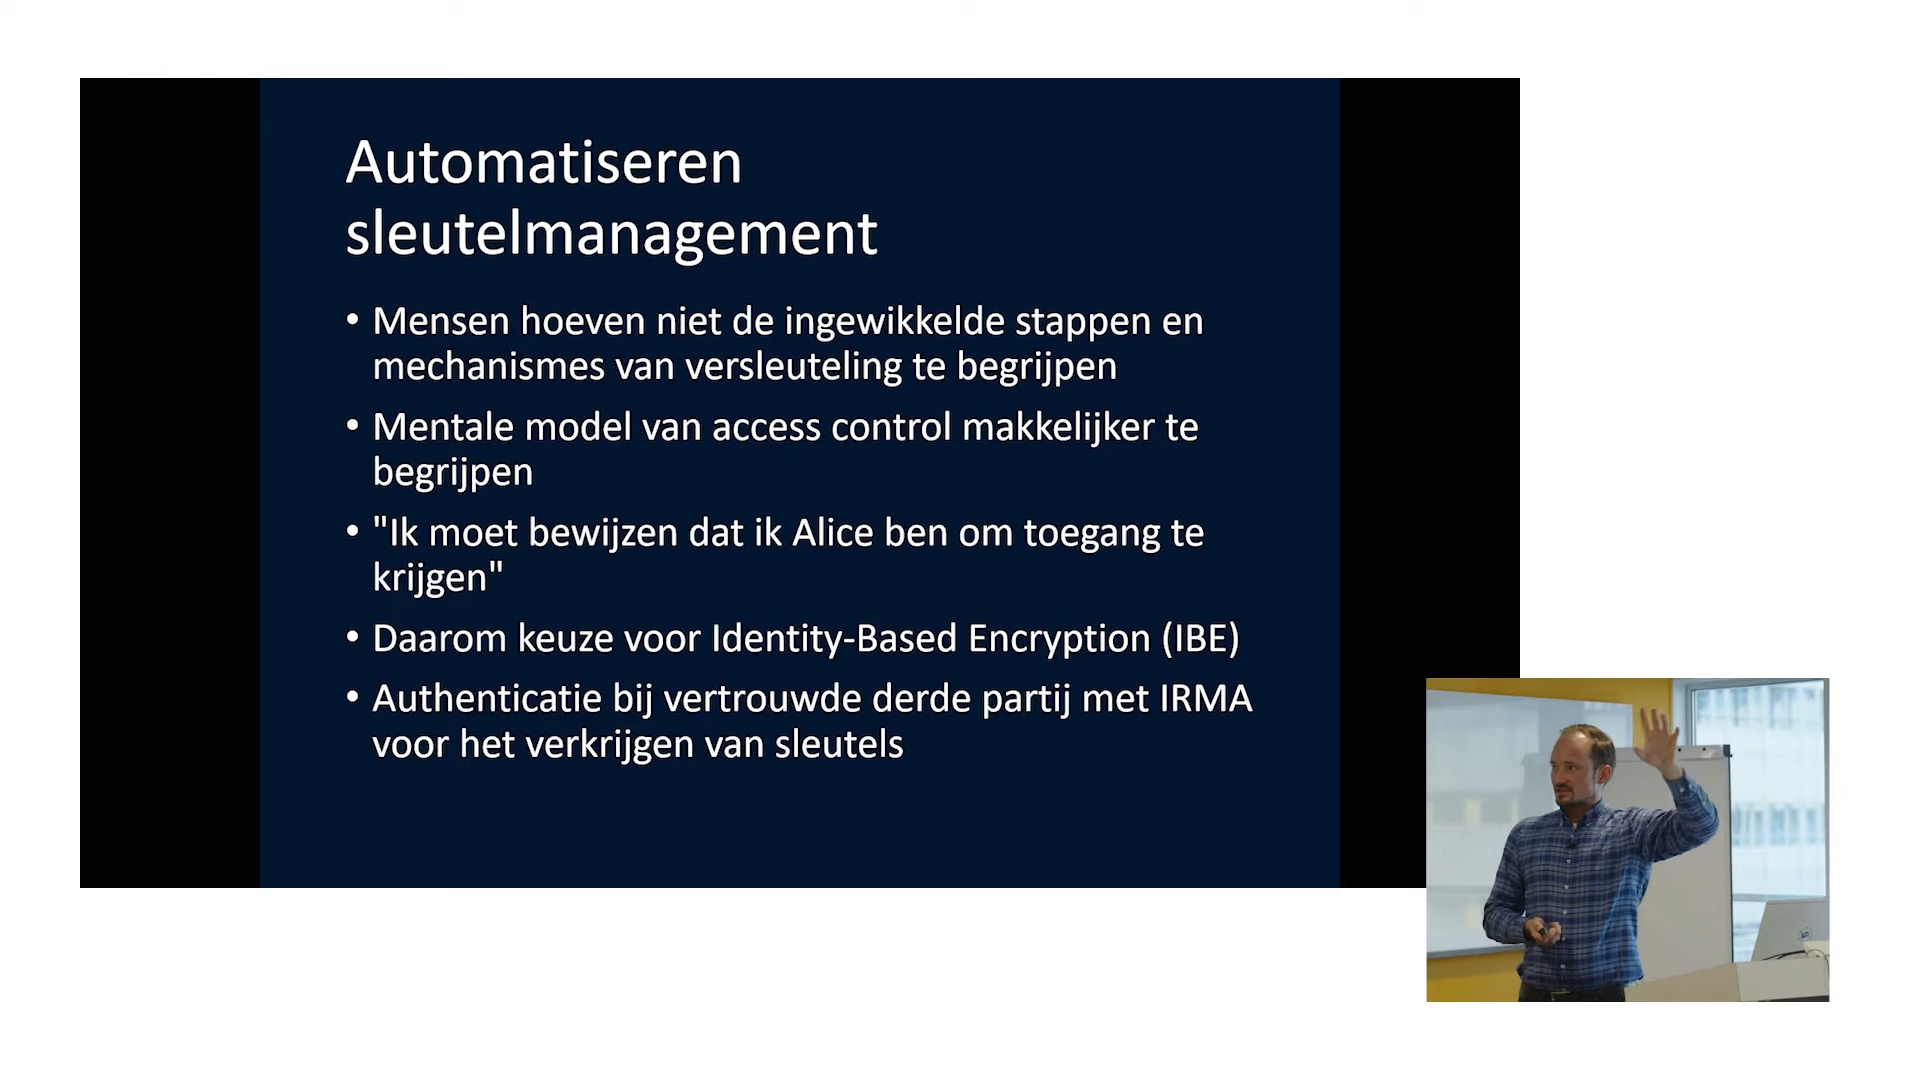 Automatiseren
sleutelmanagement
• Mensen hoeven niet de ingewikkelde stappen en
mechanismes van versleuteling te begrijpen
• Mentale model van access control makkelijker te
begrijpen
• "Ik moet bewijzen dat ik Alice ben om toegang te
krijgen"
• Daarom keuze voor Identity-Based Encryption (IBE)
• Authenticatie bij vertrouwde derde partij met IRMA
voor het verkrijgen van sleutels